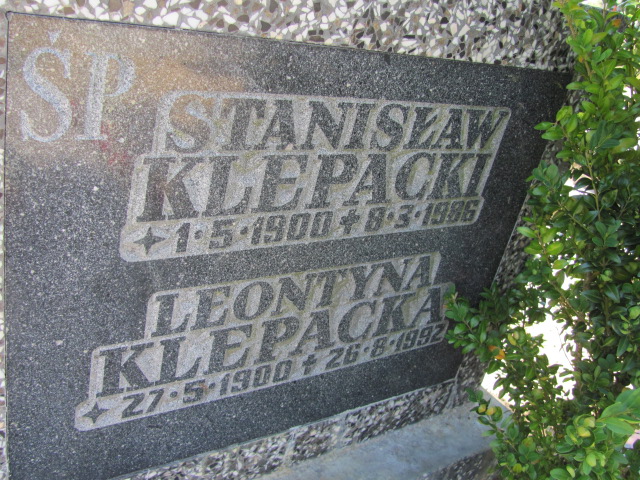 ŚP. STANISŁAW
KLEPACKI
1·5·1900 8·3·1986
LEONTYNA
KLEPACKA
27·5·1900 26·8·1992